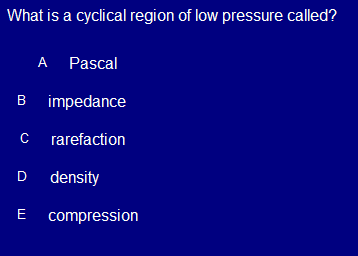 What is a cyclical region of low pressure called?
A Pascal
B impedance
C rarefaction
D density
E compression